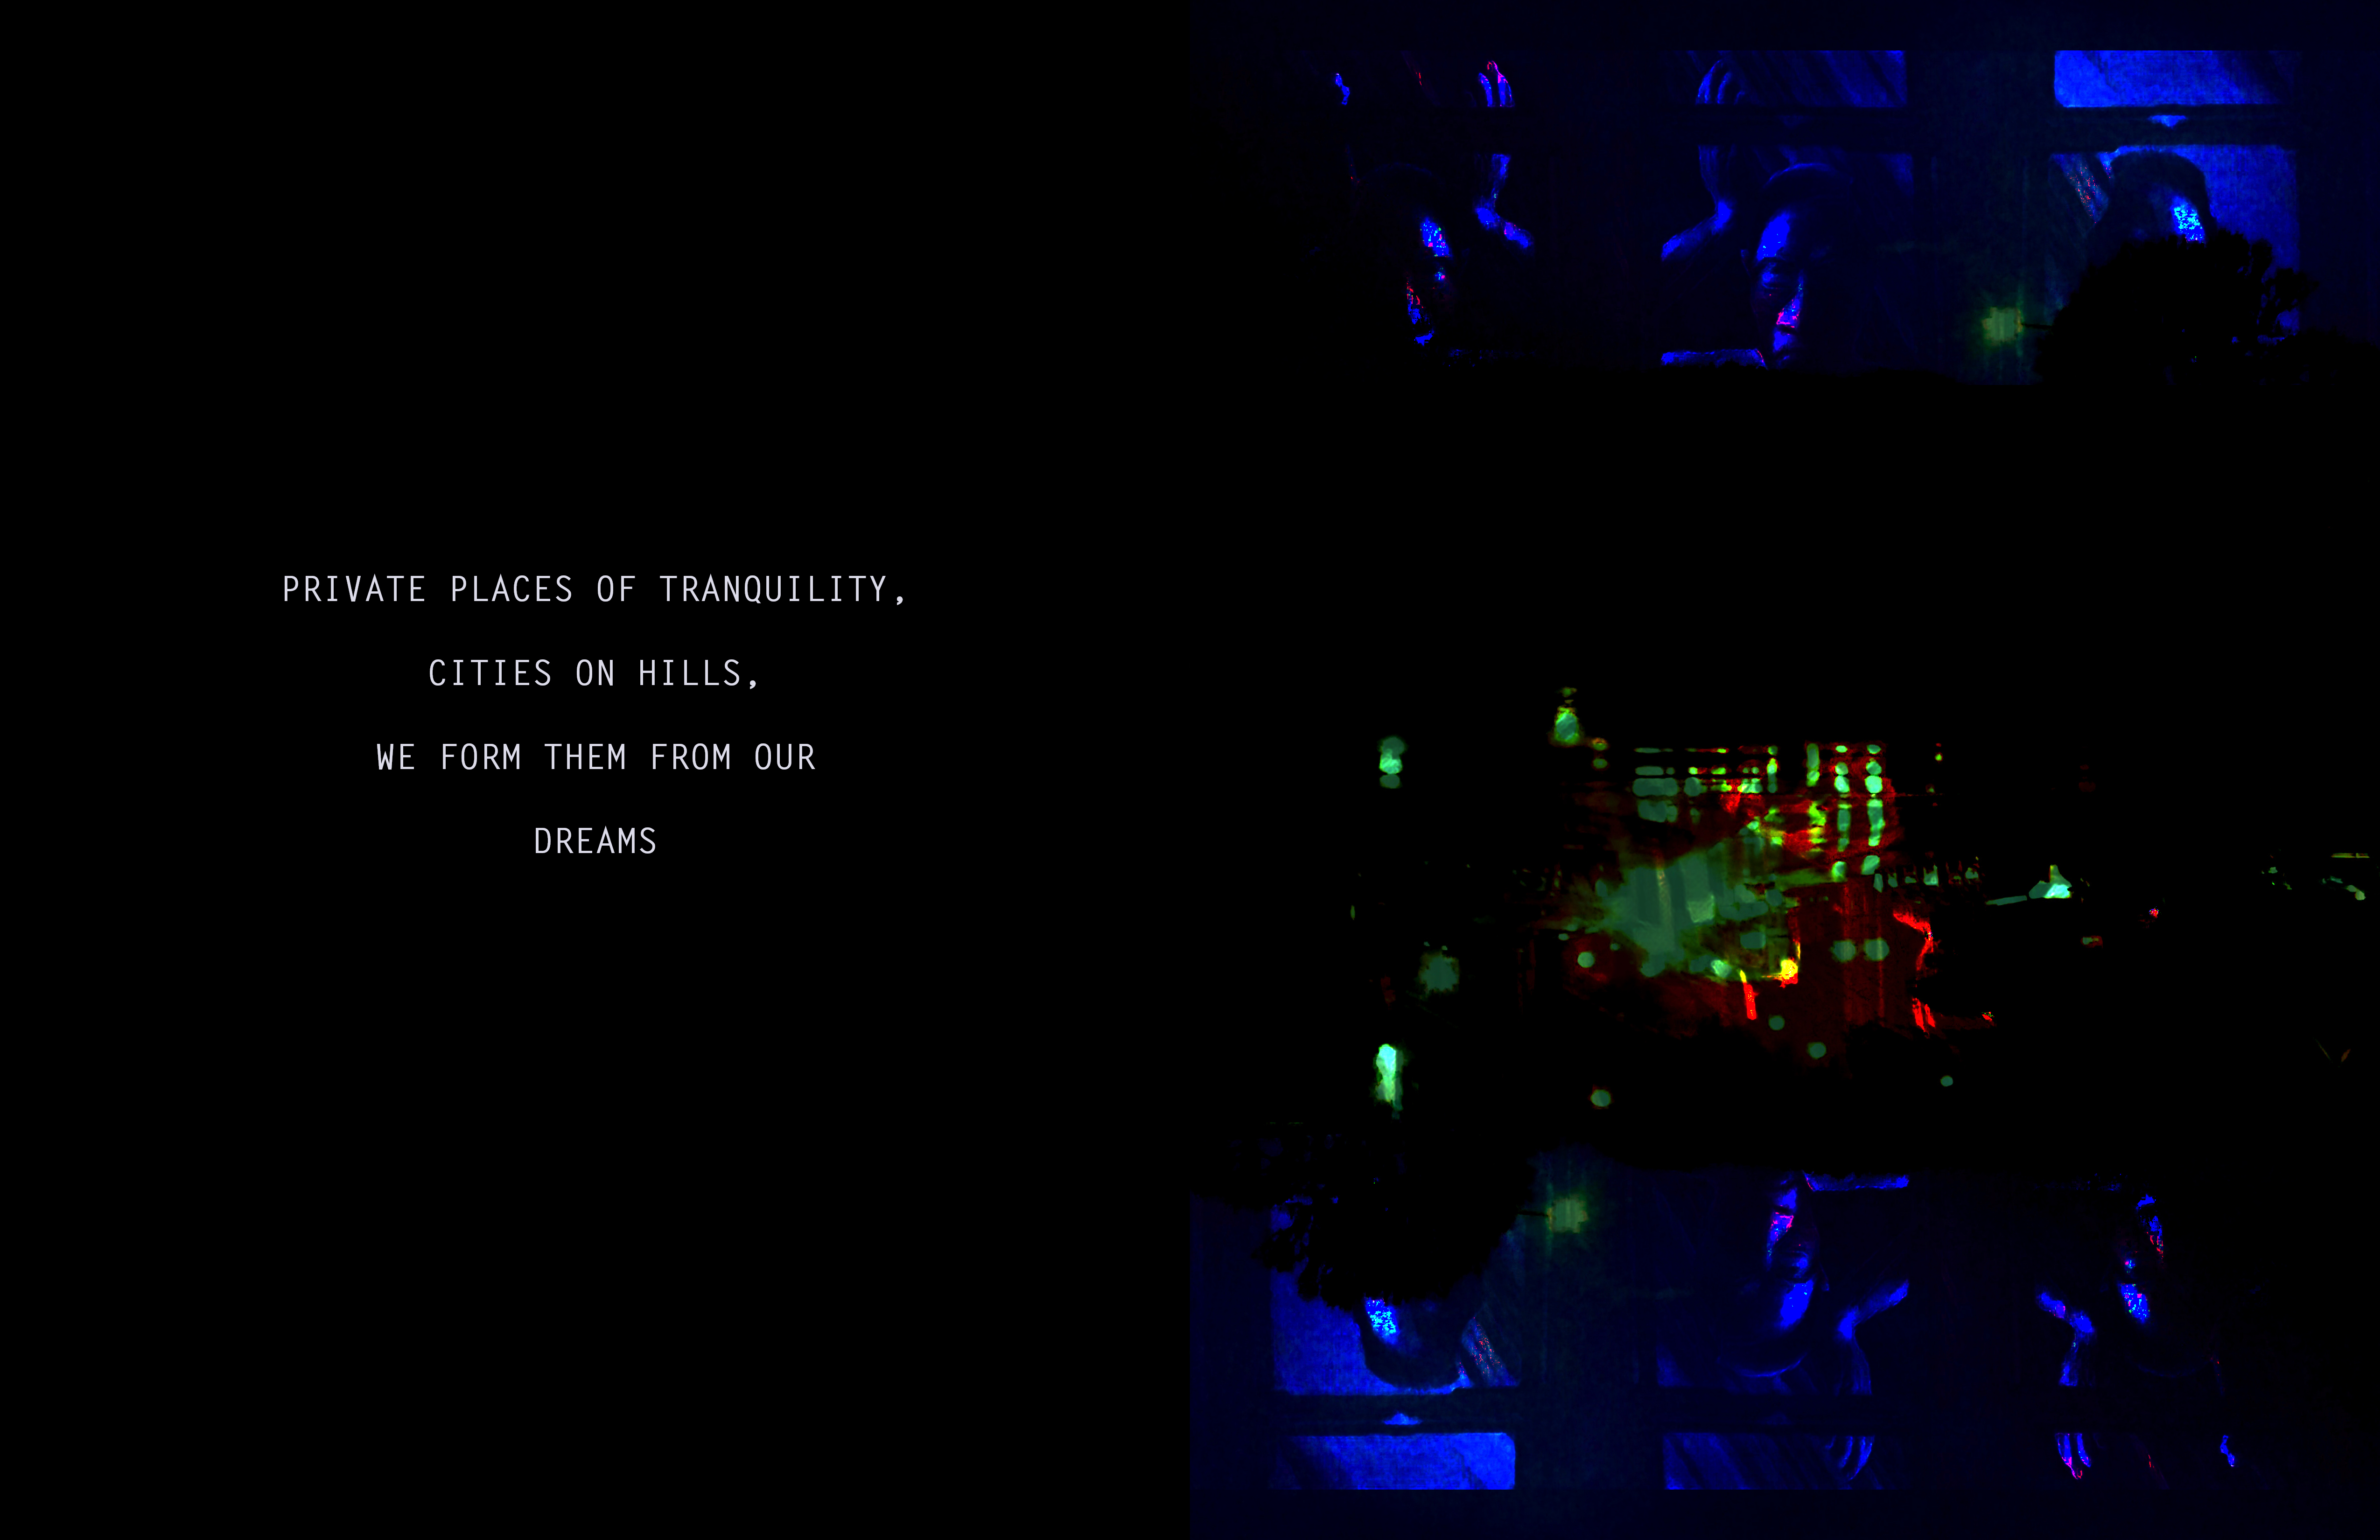 PRIVATE PLACES OF TRANQUILITY,
CITIES ON HILLS,
WE FORM THEM FROM OUR
DREAMS